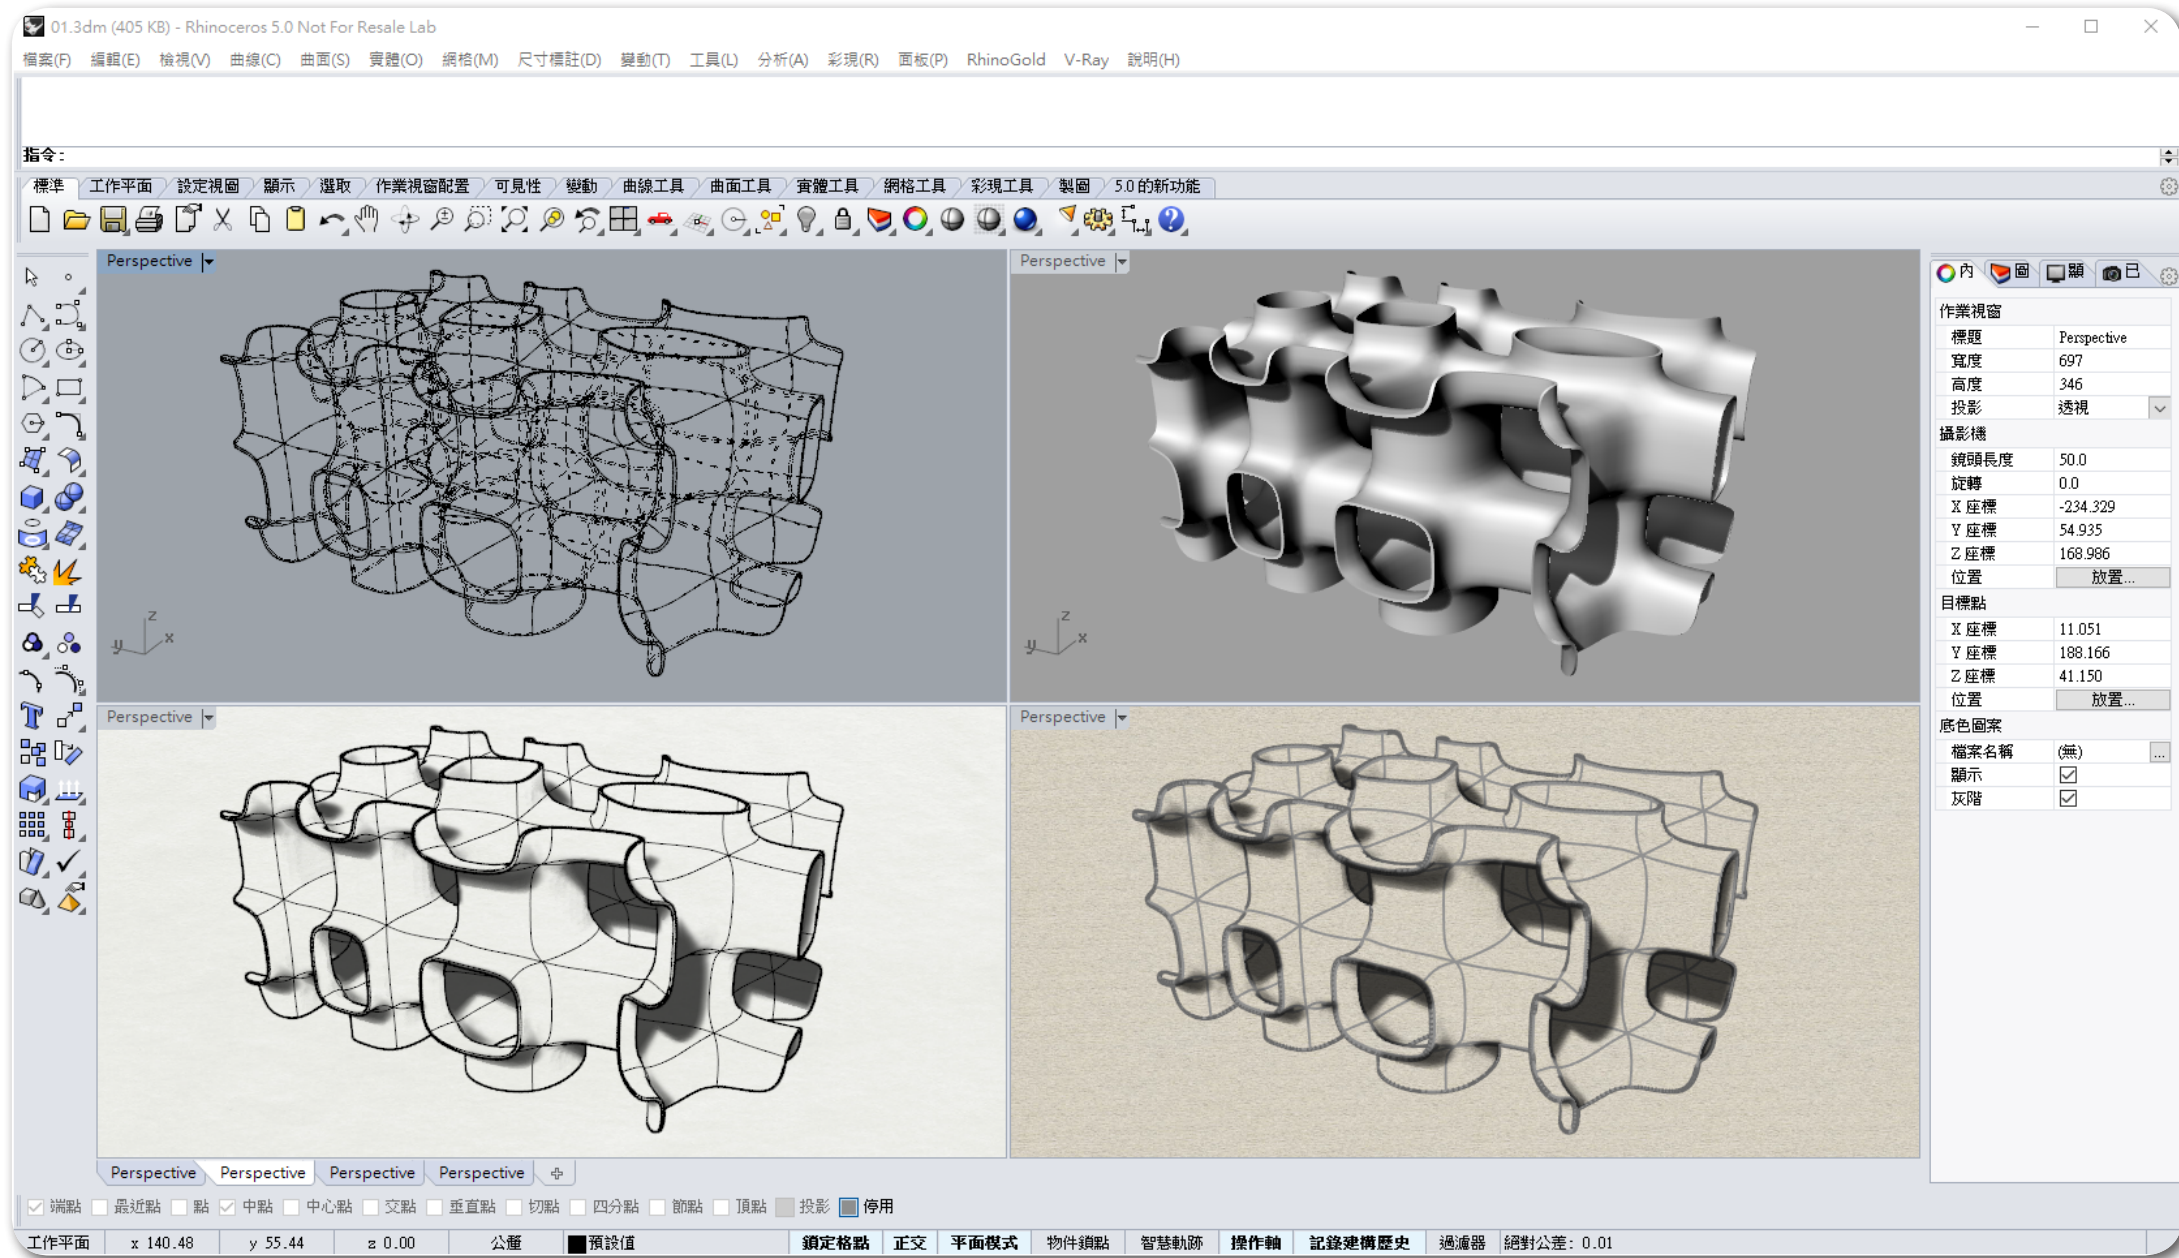 01.3dm (405 KB) - Rhinoceros 5.0 Not For Resale Lab
檔案(F) 編輯(E) 檢視(V) 曲線(C) 曲面(S) 實體(O) 網格(M) 尺寸標註(D) 變動(T) 工具(L) 分析(A) 彩現(R) 面板(P) RhinoGold V-Ray 說明(H)
指令:
標準 工作平面 設定視圖 顯示 選取 作業視窗配置 可見性 變動 曲線工具 曲面工具 實體工具 網格工具 彩現工具 製圖 5.0 的新功能
Perspective
Perspective
內 圖 顯 已
作業視窗
標題 Perspective
寬度 697
高度 346
投影 透視
攝影機
鏡頭長度 50.0
旋轉 0.0
X 座標 -234.329
Y 座標 54.935
Z 座標 168.986
位置 放置...
目標點
X 座標 11.051
Y 座標 188.166
Z 座標 41.150
位置 放置...
底色圖案
檔案名稱 (無) ...
顯示
灰階
z
y x
z
y x
Perspective
Perspective
Perspective Perspective Perspective Perspective
端點 最近點 點 中點 中心點 交點 垂直點 切點 四分點 節點 頂點 投影 停用
工作平面 x 140.48 y 55.44 z 0.00 公釐 預設值 鎖定格點 正交 平面模式 物件鎖點 智慧軌跡 操作軸 記錄建構歷史 過濾器 絕對公差: 0.01